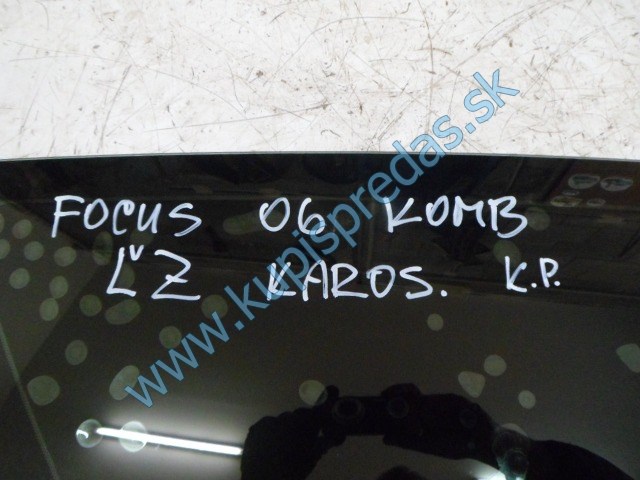 FOCUS 06 KOMB
ĽZ KAROS. K.P.
www.kupispredas.sk